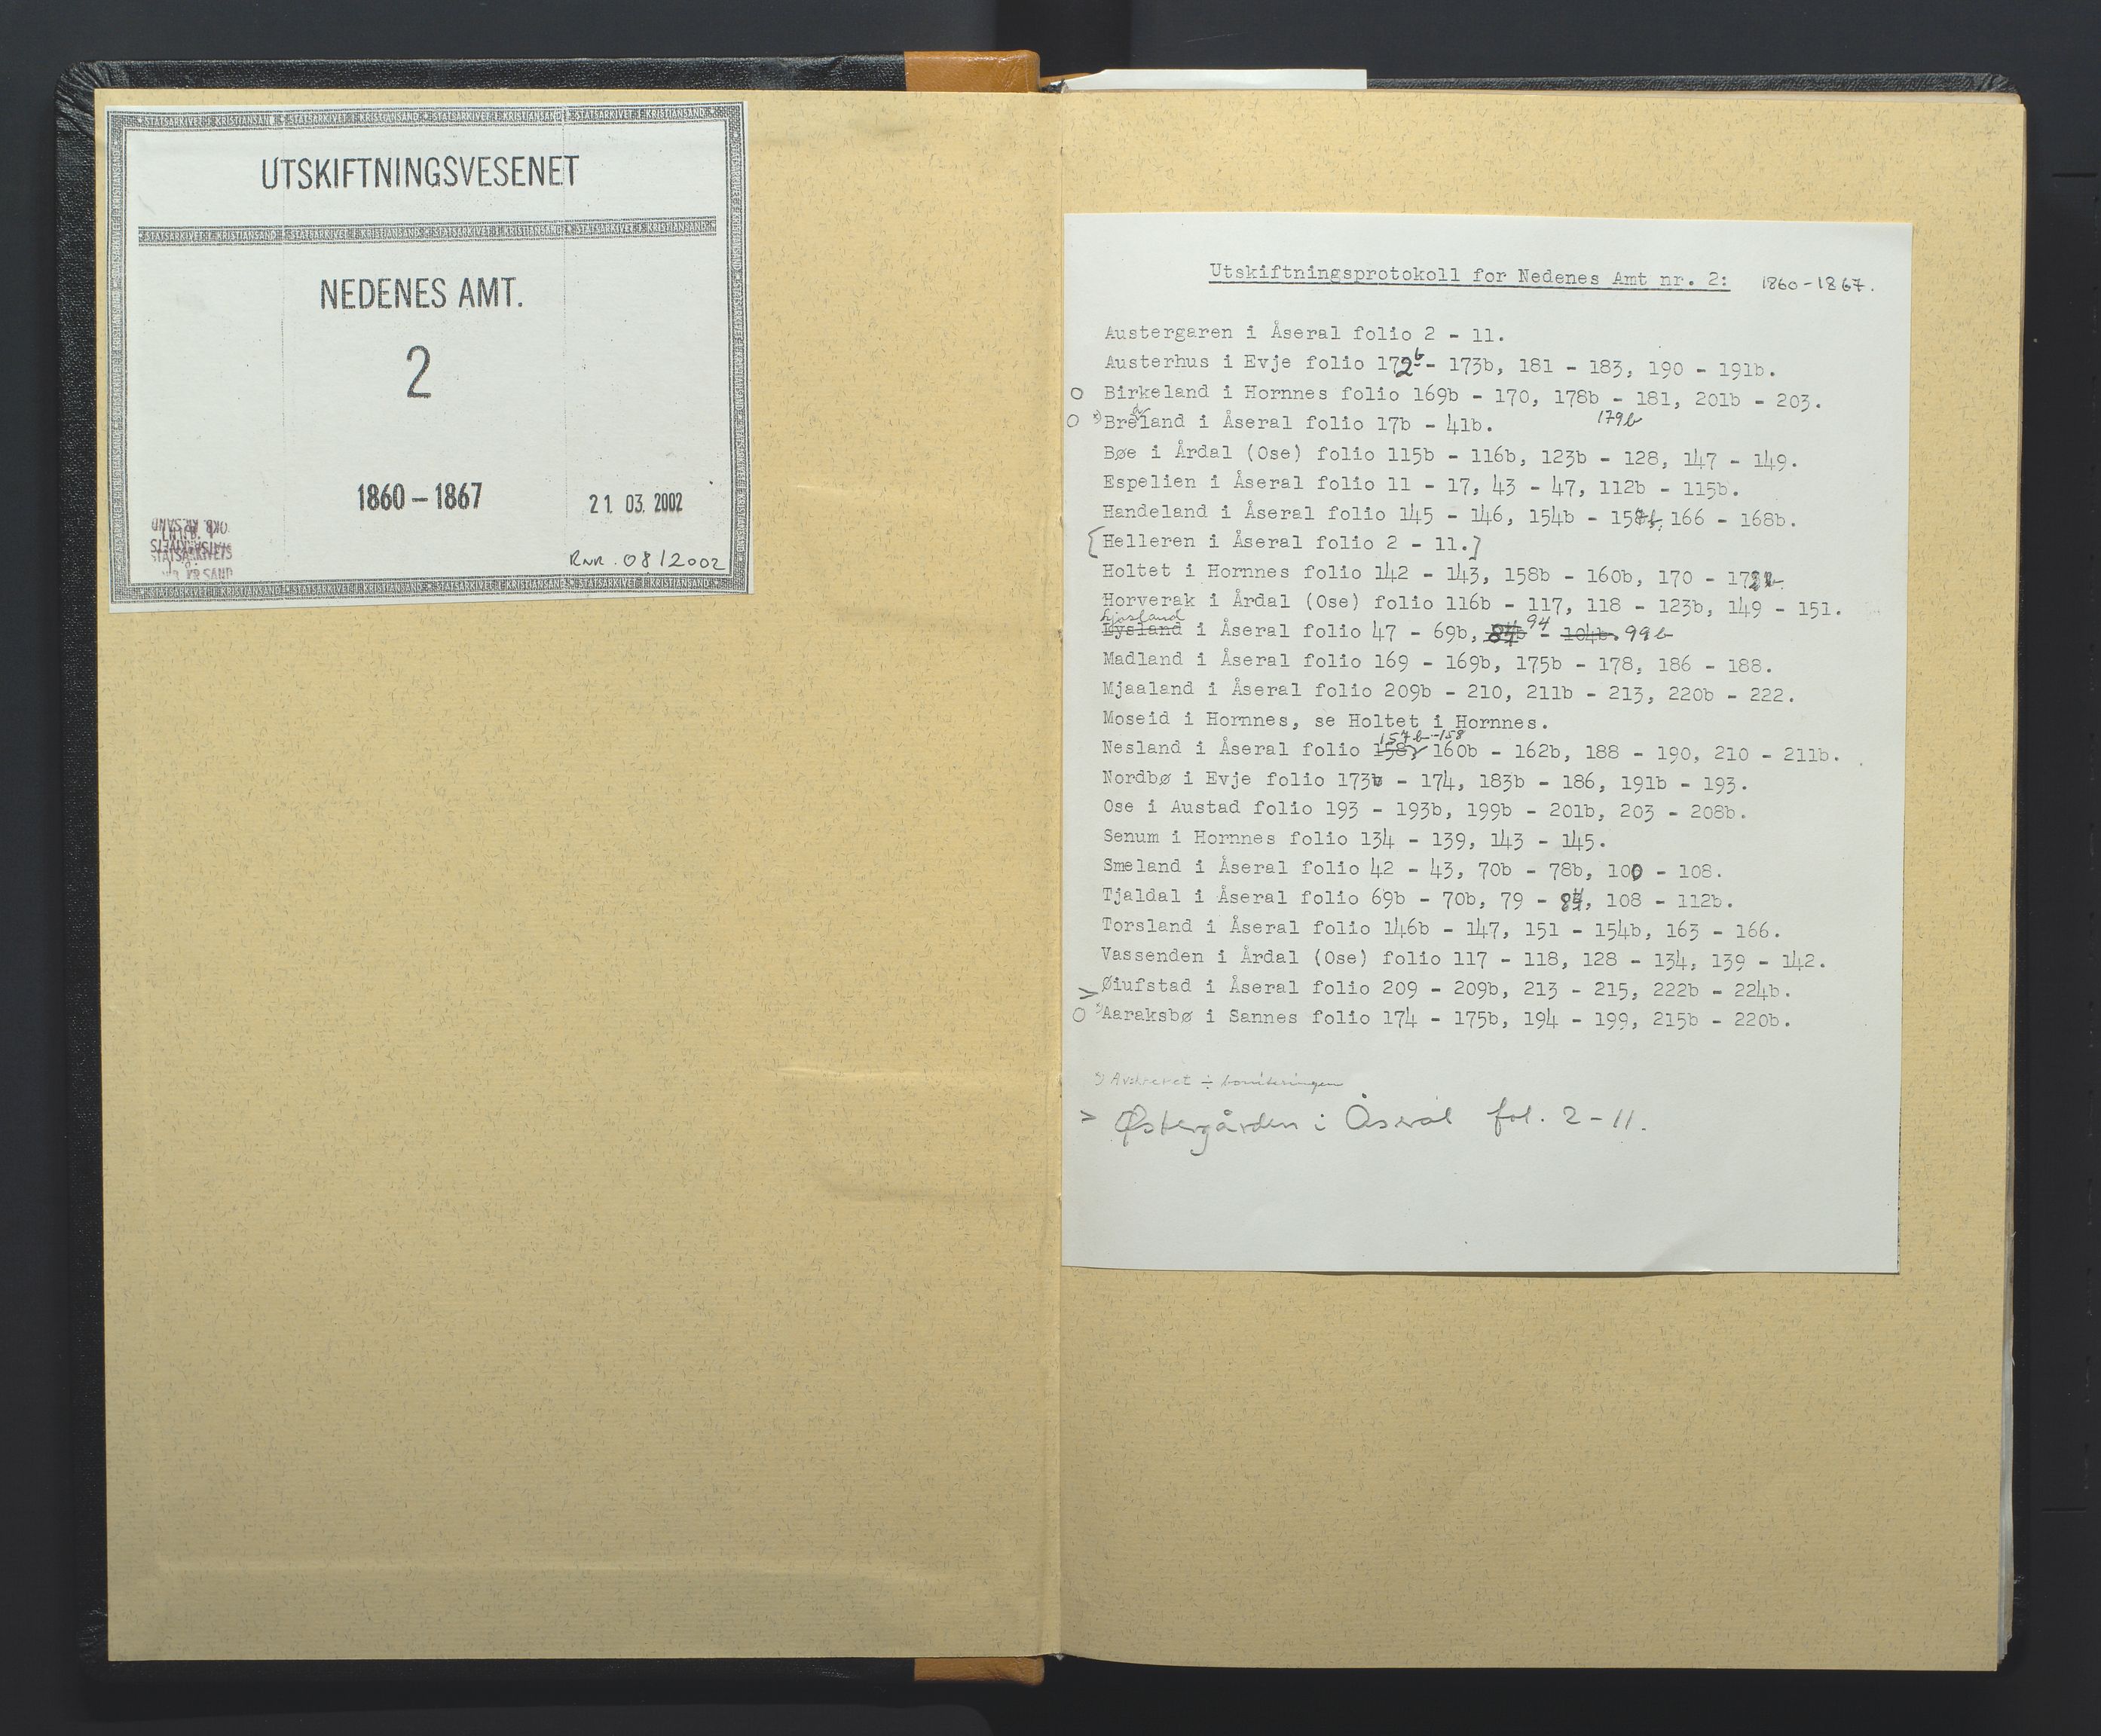 UTSKIFTNINGSVESENET
NEDENES AMT.
2
1860 – 1867
21. 03. 2002
RNR. 08/2002
Utskiftningsprotokoll for Nedenes Amt nr. 2: 1860-1867.
Austergaren i Åseral folio 2 - 11.
Austerhus i Evje folio 172b - 173b, 181 - 183, 190 - 191b.
O Birkeland i Hornnes folio 169b - 170, 178b - 181, 201b - 203.
179b
O *) Breland i Åseral folio 17b - 41b.
Bøe i Årdal (Ose) folio 115b - 116b, 123b - 128, 147 - 149.
Espelien i Åseral folio 11 - 17, 43 - 47, 112b - 115b.
Handeland i Åseral folio 145 - 146, 154b - 157b, 166 - 168b.
[Helleren i Åseral folio 2 - 11.]
Holtet i Hornnes folio 142 - 143, 158b - 160b, 170 -
Horverak i Årdal (Ose) folio 116b - 117, 118 - 123b, 149 - 151.
Ljosland
Lysland i Åseral folio 47 - 69b, 94 - 104b. 99b
Madland i Åseral folio 169 - 169b, 175b - 178, 186 - 188.
Mjaaland i Åseral folio 209b - 210, 211b - 213, 220b - 222.
Moseid i Hornnes, se Holtet i Hornnes.
157b-158
Nesland i Åseral folio 158, 160b - 162b, 188 - 190, 210 - 211b.
Nordbø i Evje folio 173b - 174, 183b - 186, 191b - 193.
Ose i Austad folio 193 - 193b, 199b - 201b, 203 - 208b.
Senum i Hornnes folio 134 - 139, 143 - 145.
Smeland i Åseral folio 42 - 43, 70b - 78b, 100 - 108.
Tjaldal i Åseral folio 69b - 70b, 79 - 84, 108 - 112b.
Torsland i Åseral folio 146b - 147, 151 - 154b, 163 - 166.
Vassenden i Årdal (Ose) folio 117 - 118, 128 - 134, 139 - 142.
> Øiufstad i Åseral folio 209 - 209b, 213 - 215, 222b - 224b.
O *) Aaraksbø i Sannes folio 174 - 175b, 194 - 199, 215b - 220b.
*) Avskrevet ÷ boniteringen
> Østergården i Åseral fol. 2 - 11.